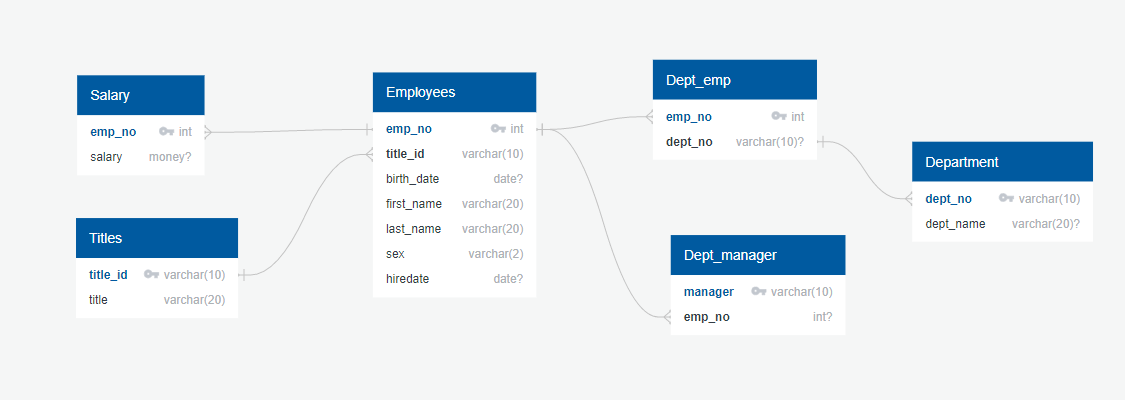 Salary
emp_no int
salary money?
Titles
title_id varchar(10)
title varchar(20)
Employees
emp_no int
title_id varchar(10)
birth_date date?
first_name varchar(20)
last_name varchar(20)
sex varchar(2)
hiredate date?
Dept_emp
emp_no int
dept_no varchar(10)?
Dept_manager
manager varchar(10)
emp_no int?
Department
dept_no varchar(10)
dept_name varchar(20)?